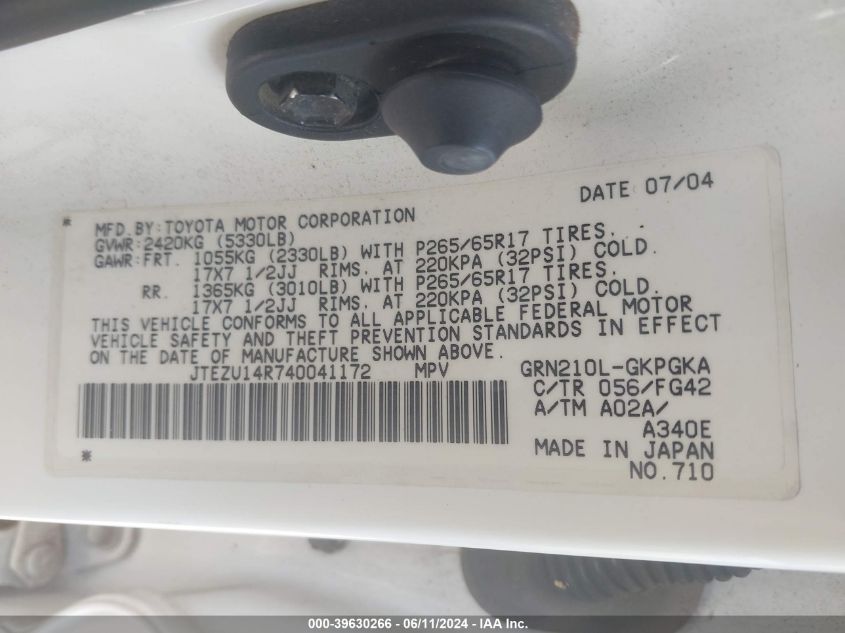 DATE 07/04
* MFD.BY:TOYOTA MOTOR CORPORATION
GVWR:2420KG (5330LB)
GAWR:FRT. 1055KG (2330LB) WITH P265/65R17 TIRES.
17X7 1/2JJ RIMS. AT 220KPA (32PSI) COLD.
RR. 1365KG (3010LB) WITH P265/65R17 TIRES.
17X7 1/2JJ RIMS. AT 220KPA (32PSI) COLD.
THIS VEHICLE CONFORMS TO ALL APPLICABLE FEDERAL MOTOR
VEHICLE SAFETY AND THEFT PREVENTION STANDARDS IN EFFECT
ON THE DATE OF MANUFACTURE SHOWN ABOVE.
JTEZU14R740041172 MPV GRN210L-GKPGKA
C/TR 056/FG42
A/TM A02A/
A340E
* MADE IN JAPAN
NO.710
000-39630266 - 06/11/2024 - IAA Inc.